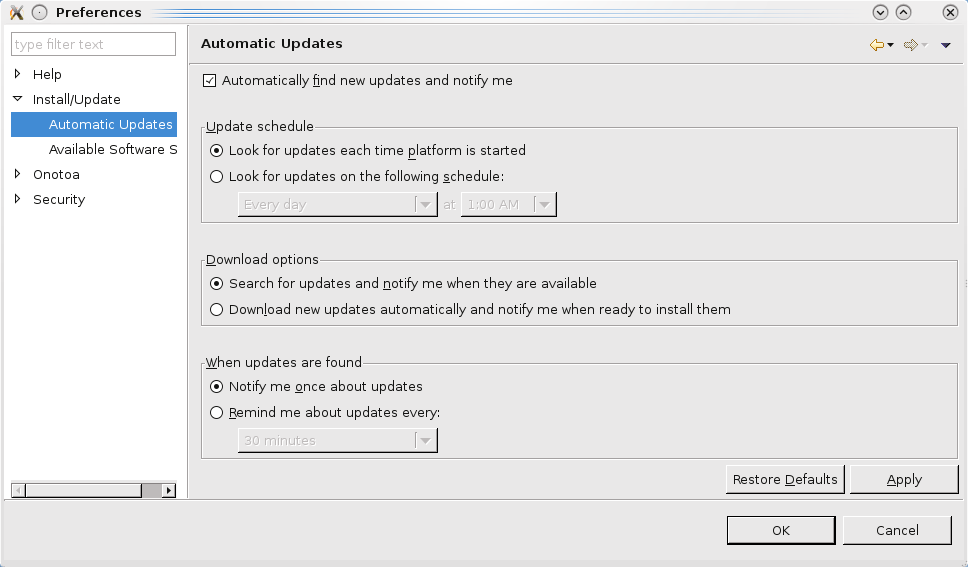 Preferences
type filter text
Help
Install/Update
Automatic Updates
Available Software S
Onotoa
Security
Automatic Updates
Automatically find new updates and notify me
Update schedule
Look for updates each time platform is started
Look for updates on the following schedule:
Every day at 1:00 AM
Download options
Search for updates and notify me when they are available
Download new updates automatically and notify me when ready to install them
When updates are found
Notify me once about updates
Remind me about updates every:
30 minutes
Restore Defaults Apply
OK Cancel